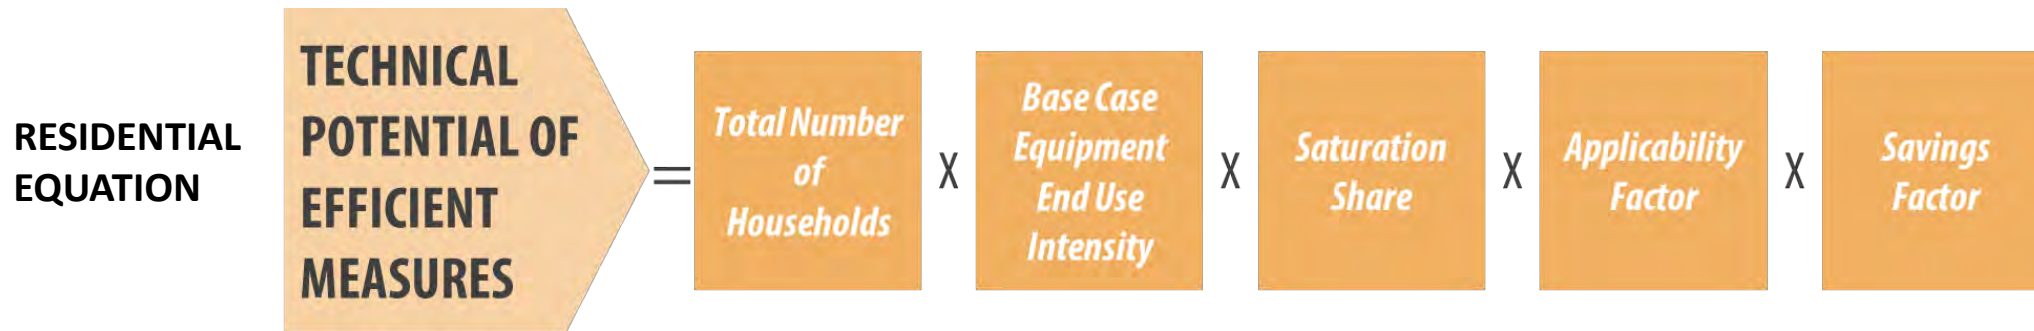 RESIDENTIAL
EQUATION
TECHNICAL
POTENTIAL OF
EFFICIENT
MEASURES
=
Total Number
of
Households
X
Base Case
Equipment
End Use
Intensity
X
Saturation
Share
X
Applicability
Factor
X
Savings
Factor